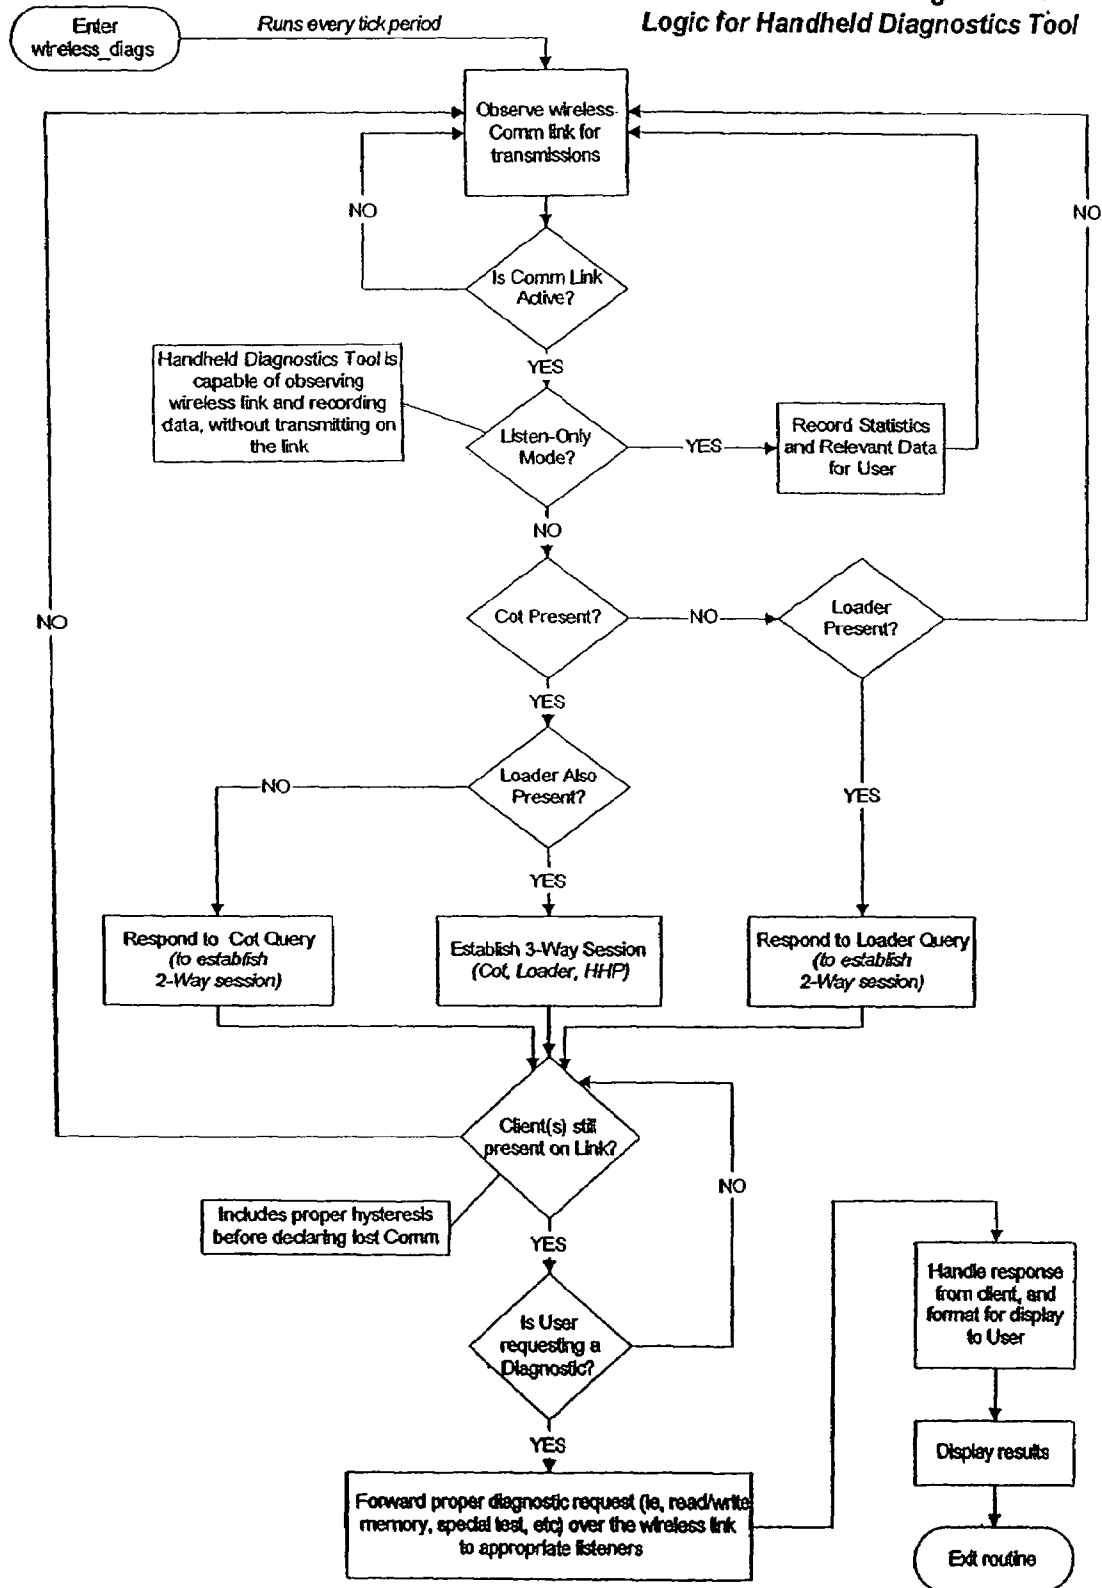 Logic for Handheld Diagnostics Tool
Enter
wireless_diags
Runs every tick period
Observe wireless
Comm link for
transmissions
NO
NO
Is Comm Link
Active?
YES
Handheld Diagnostics Tool is
capable of observing
wireless link and recording
data, without transmitting on
the link
Listen-Only
Mode?
YES
Record Statistics
and Relevant Data
for User
NO
Cot Present?
NO
Loader
Present?
NO
YES
Loader Also
Present?
NO
YES
YES
Respond to Cot Query
(to establish
2-Way session)
Establish 3-Way Session
(Cot, Loader, HHP)
Respond to Loader Query
(to establish
2-Way session)
Client(s) still
present on Link?
NO
Includes proper hysteresis
before declaring lost Comm
YES
Is User
requesting a
Diagnostic?
YES
Forward proper diagnostic request (ie, read/write
memory, special test, etc) over the wireless link
to appropriate listeners
Handle response
from client, and
format for display
to User
Display results
Exit routine